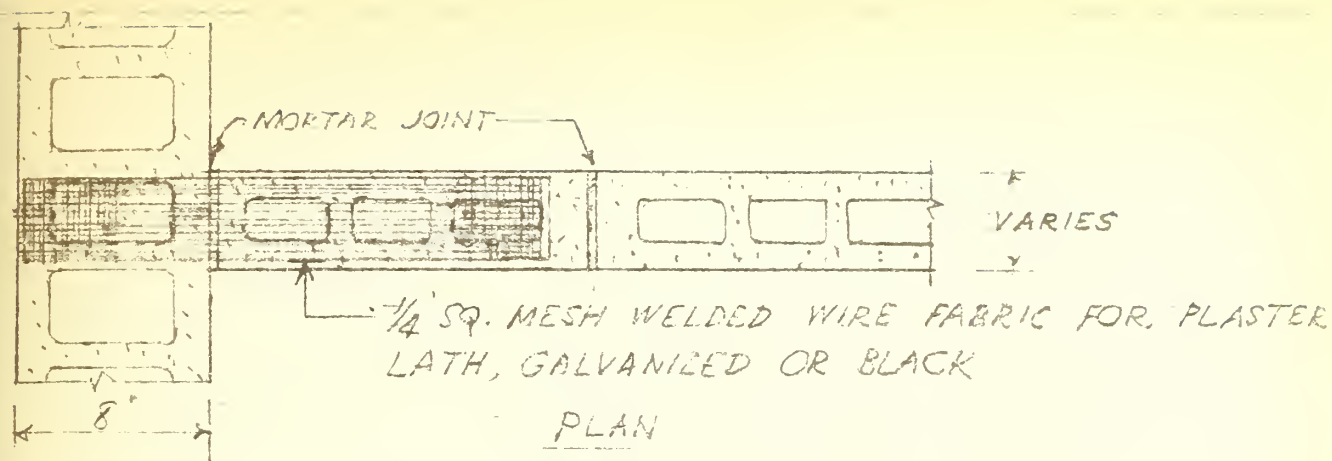 MORTAR JOINT
VARIES
1/4" SQ. MESH WELDED WIRE FABRIC FOR PLASTER
LATH, GALVANIZED OR BLACK
8"
PLAN